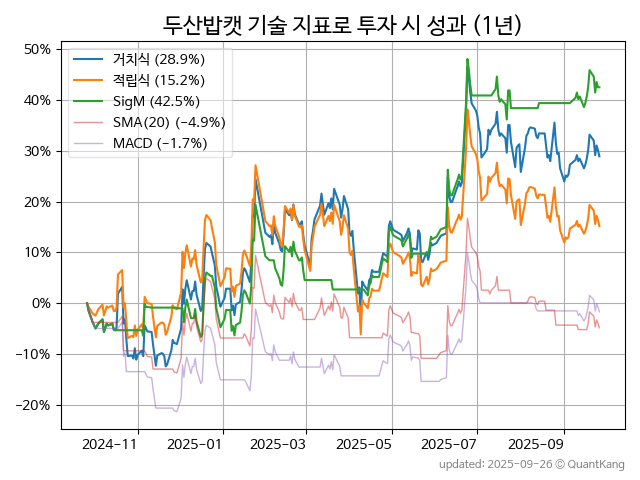 두산밥캣 기술 지표로 투자 시 성과 (1년)
50%
40%
30%
20%
10%
0%
−10%
−20%
거치식 (28.9%)
적립식 (15.2%)
SigM (42.5%)
SMA(20) (−4.9%)
MACD (−1.7%)
2024-11
2025-01
2025-03
2025-05
2025-07
2025-09
updated: 2025-09-26 © QuantKang